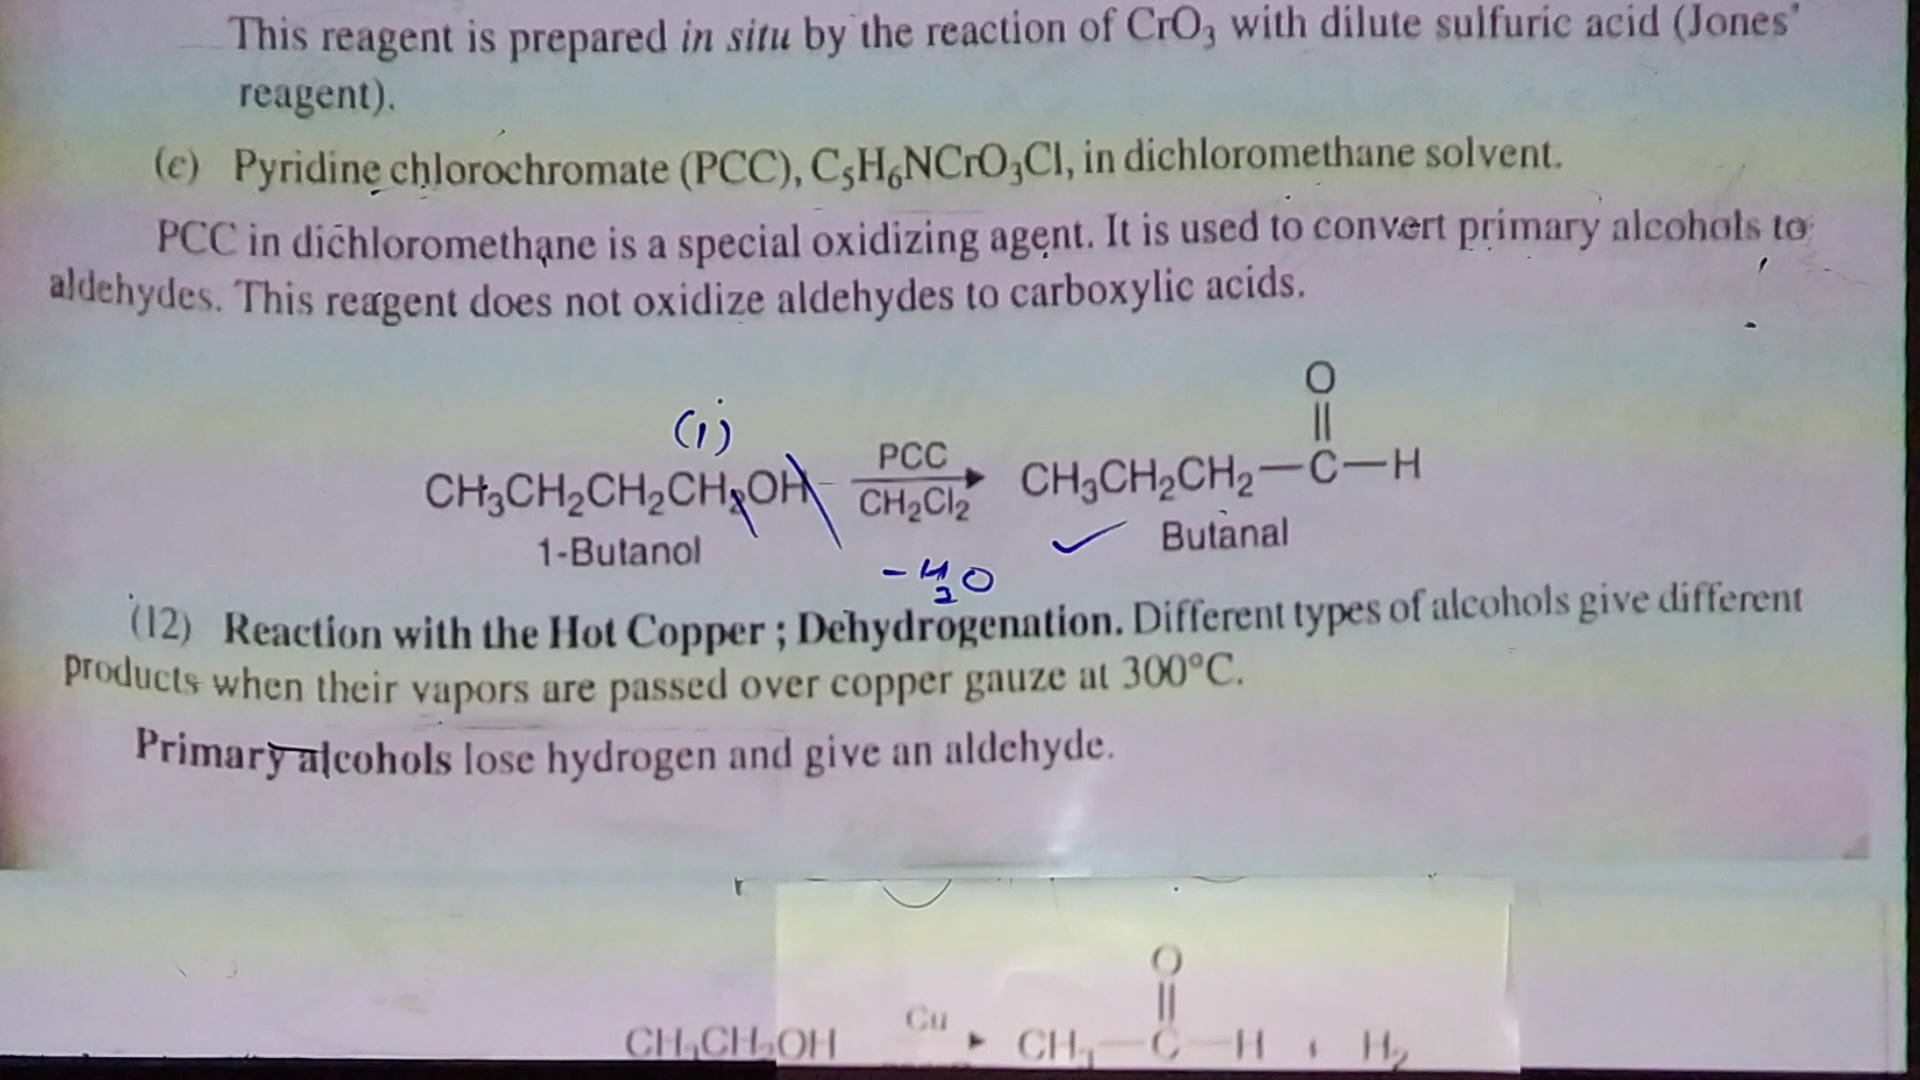 This reagent is prepared in situ by the reaction of CrO₃ with dilute sulfuric acid (Jones'
reagent).
(c) Pyridine chlorochromate (PCC), C₅H₆NCrO₃Cl, in dichloromethane solvent.
PCC in dichloromethane is a special oxidizing agent. It is used to convert primary alcohols to
aldehydes. This reagent does not oxidize aldehydes to carboxylic acids.
O
(1)
||
CH₃CH₂CH₂CH₂OH PCC CH₃CH₂CH₂—C—H
CH₂Cl₂
1-Butanol Butanal
-H₂O
(12) Reaction with the Hot Copper ; Dehydrogenation. Different types of alcohols give different
products when their vapors are passed over copper gauze at 300°C.
Primary alcohols lose hydrogen and give an aldehyde.
O
||
CH₃CH₂OH Cu CH₃—C—H + H₂